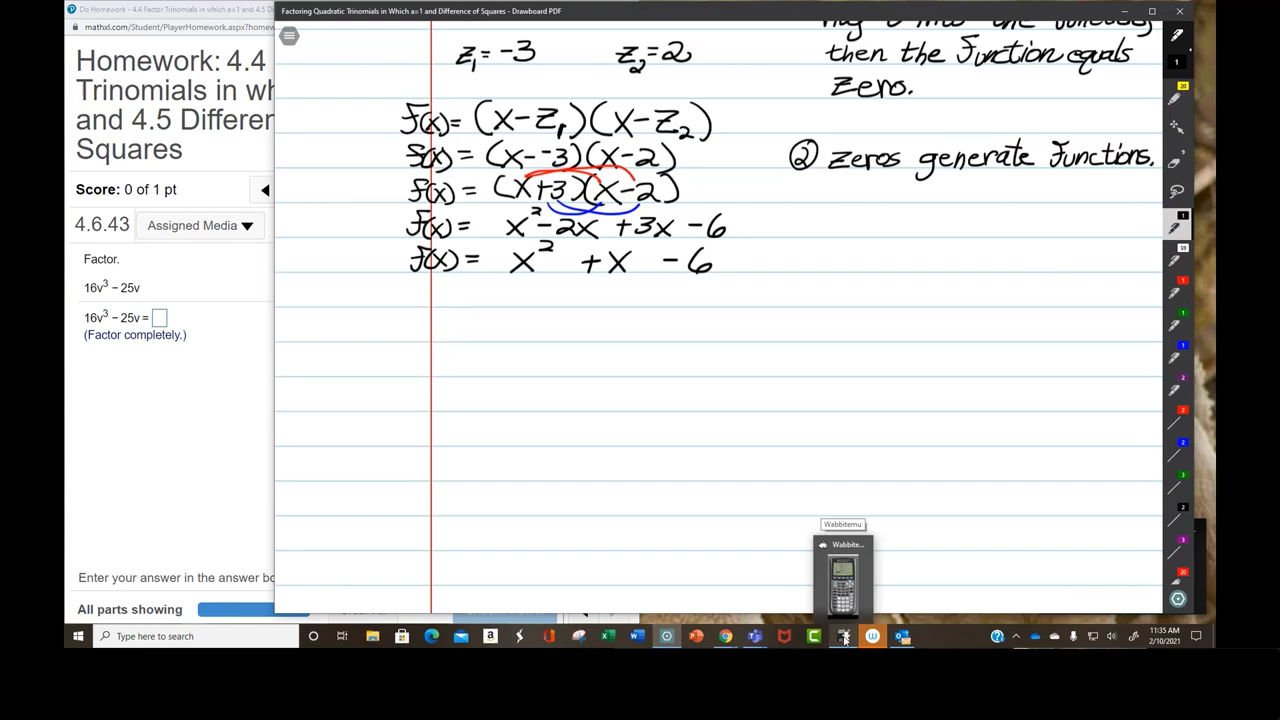 Do Homework - 4.4 Factor Trinomials in which a=1 and 4.5 Di
mathxl.com/Student/PlayerHomework.aspx?homew
Homework: 4.4
Trinomials in wh
and 4.5 Differen
Squares
Score: 0 of 1 pt
4.6.43
Assigned Media
Factor.
16v³ − 25v
16v³ − 25v =
(Factor completely.)
Enter your answer in the answer bo
All parts showing
Factoring Quadratic Trinomials in Which a=1 and Difference of Squares - Drawboard PDF
then the function equals
zero.
z₁ = -3 z₂ = 2
f(x) = (x - z₁)(x - z₂)
f(x) = (x - -3)(x - 2)
f(x) = (x + 3)(x - 2)
f(x) = x² - 2x + 3x - 6
f(x) = x² + x - 6
② zeros generate functions.
Wabbitemu
Wabbite...
Type here to search
11:35 AM
2/10/2021